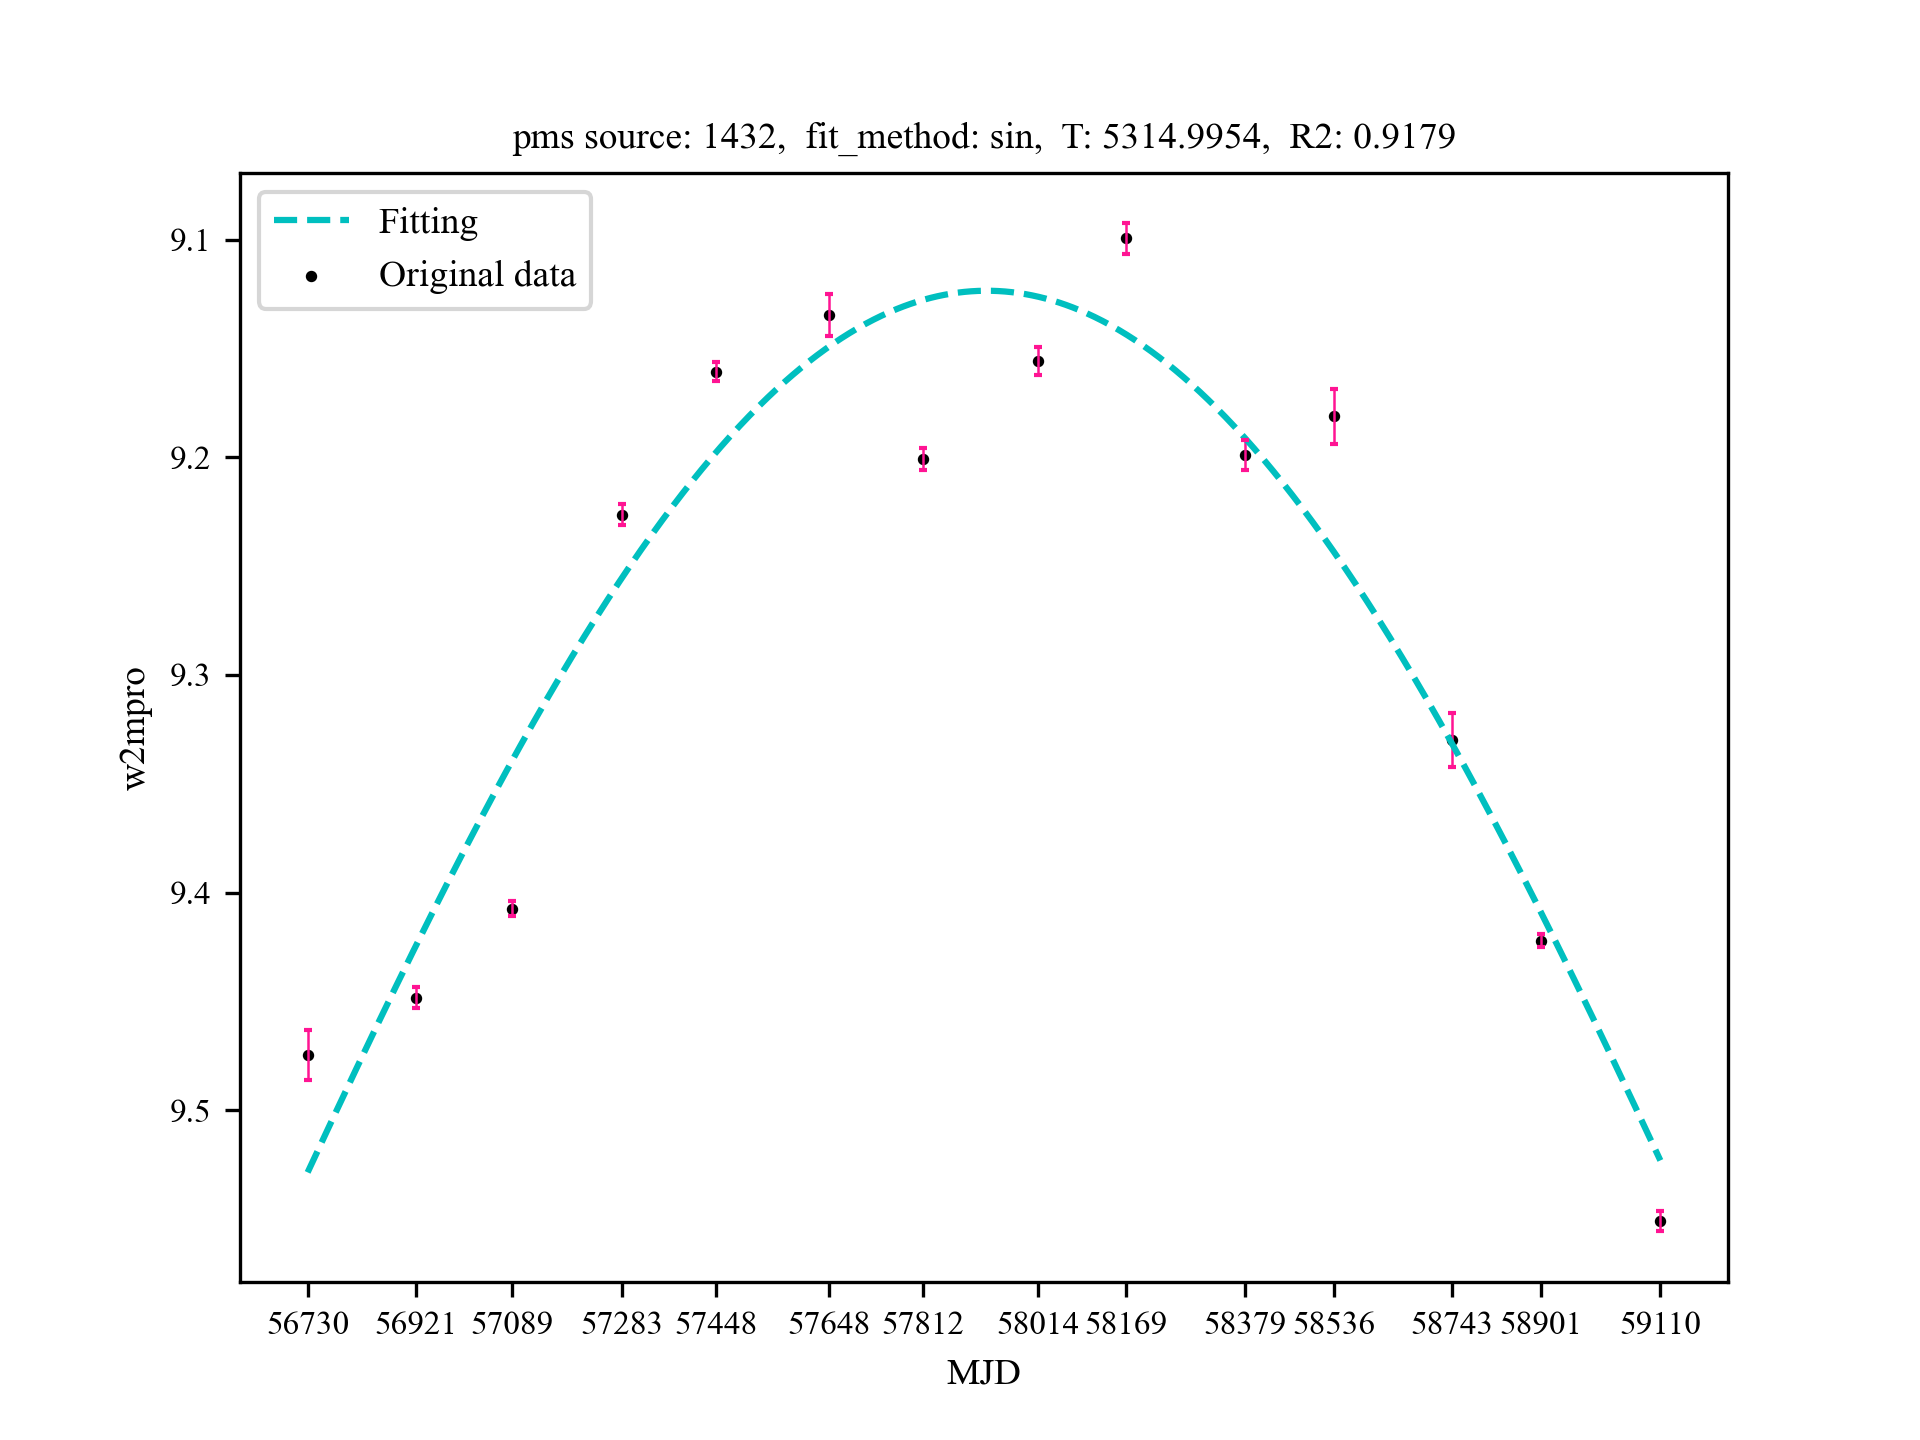 pms source: 1432, fit_method: sin, T: 5314.9954, R2: 0.9179
Fitting
Original data
9.1
9.2
9.3
9.4
9.5
w2mpro
56730 56921 57089 57283 57448 57648 57812 58014 58169 58379 58536 58743 58901 59110
MJD